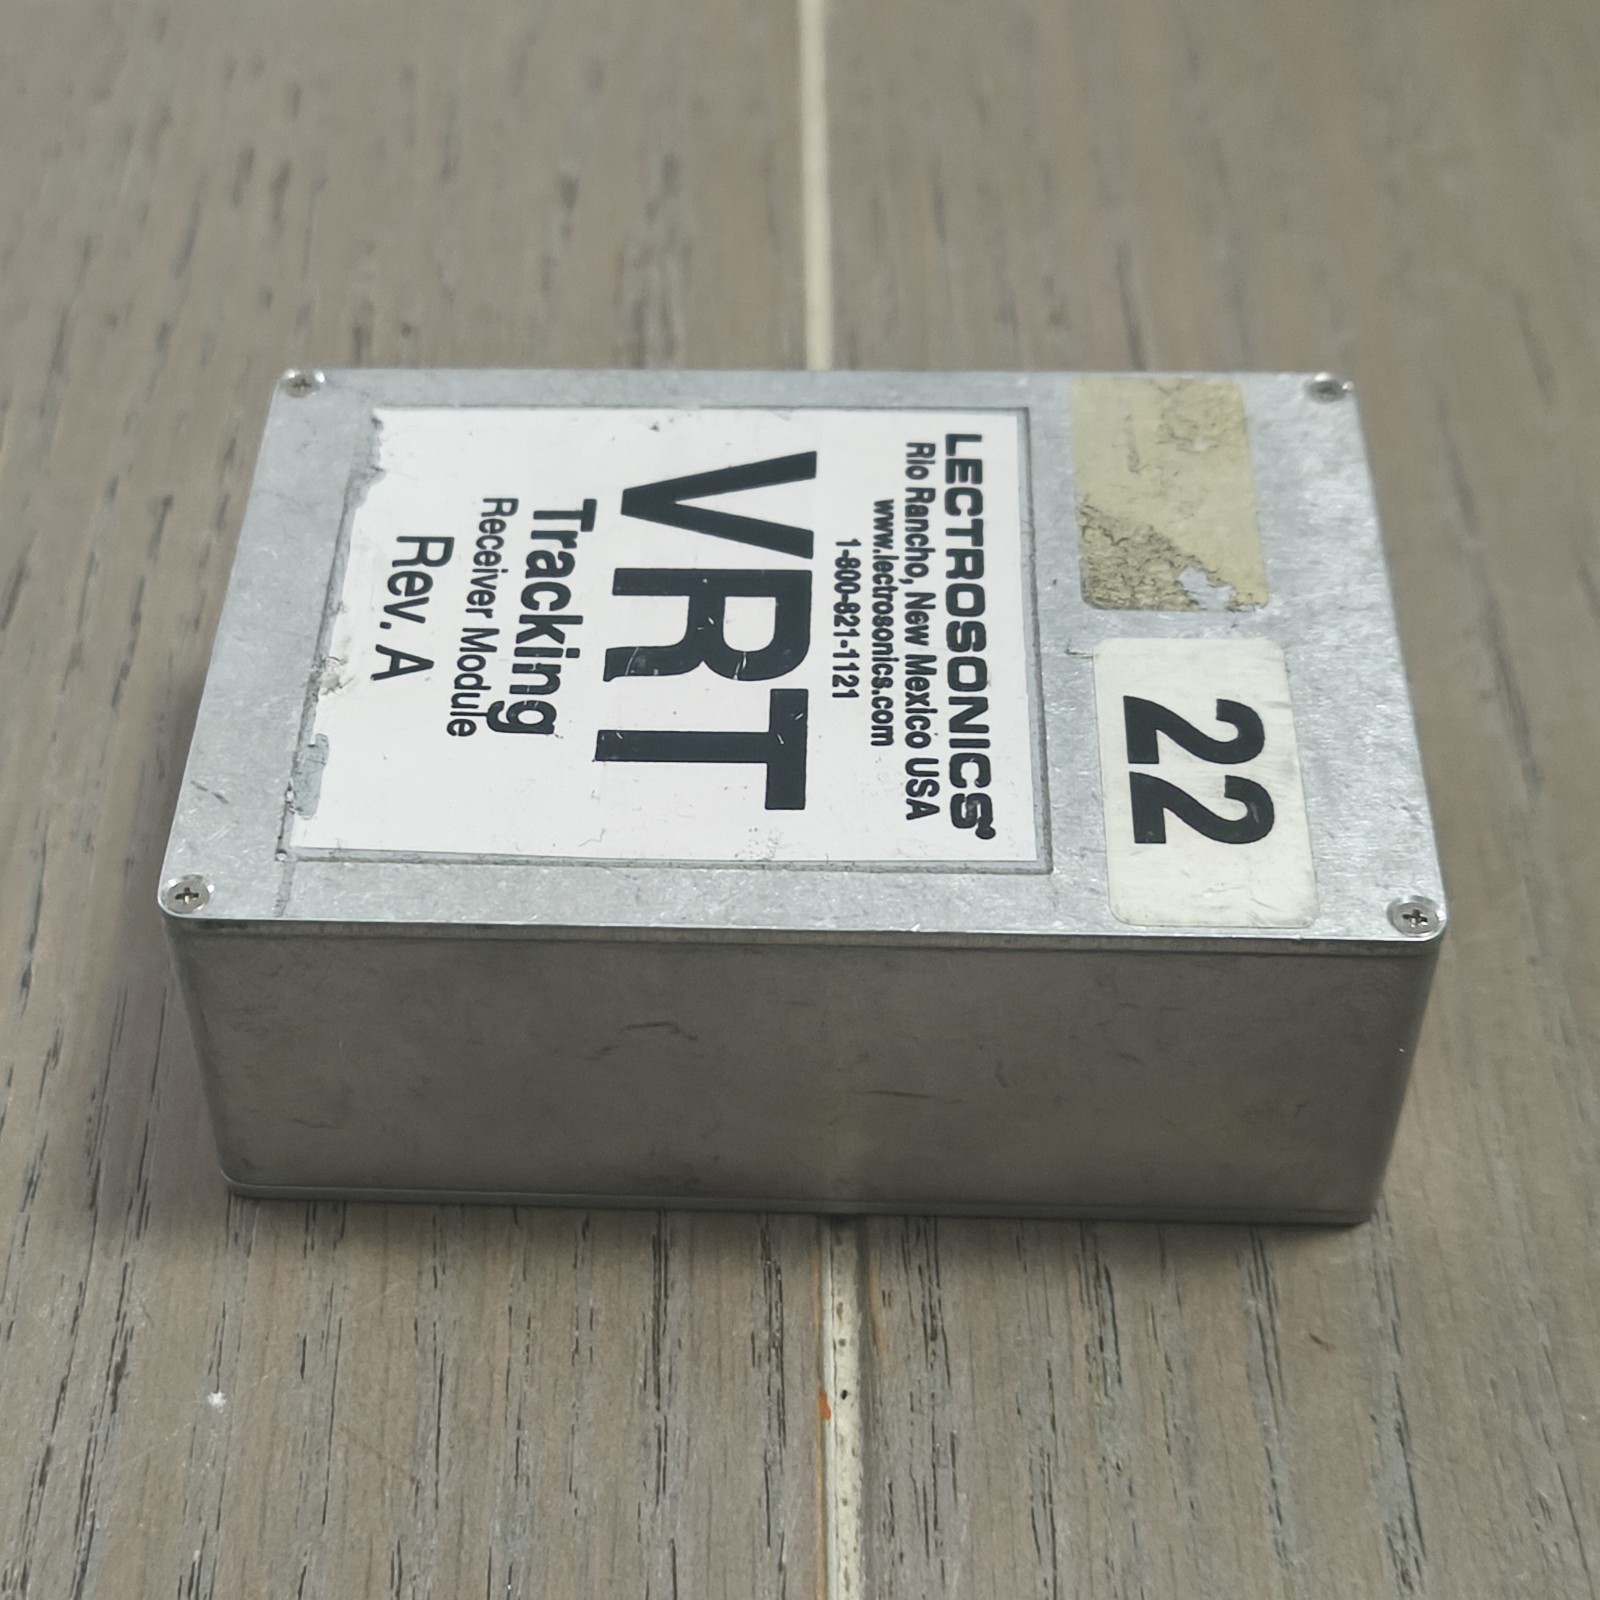 22
LECTROSONICS®
Rio Rancho, New Mexico USA
www.lectrosonics.com
1-800-821-1121
VRT
Tracking
Receiver Module
Rev. A